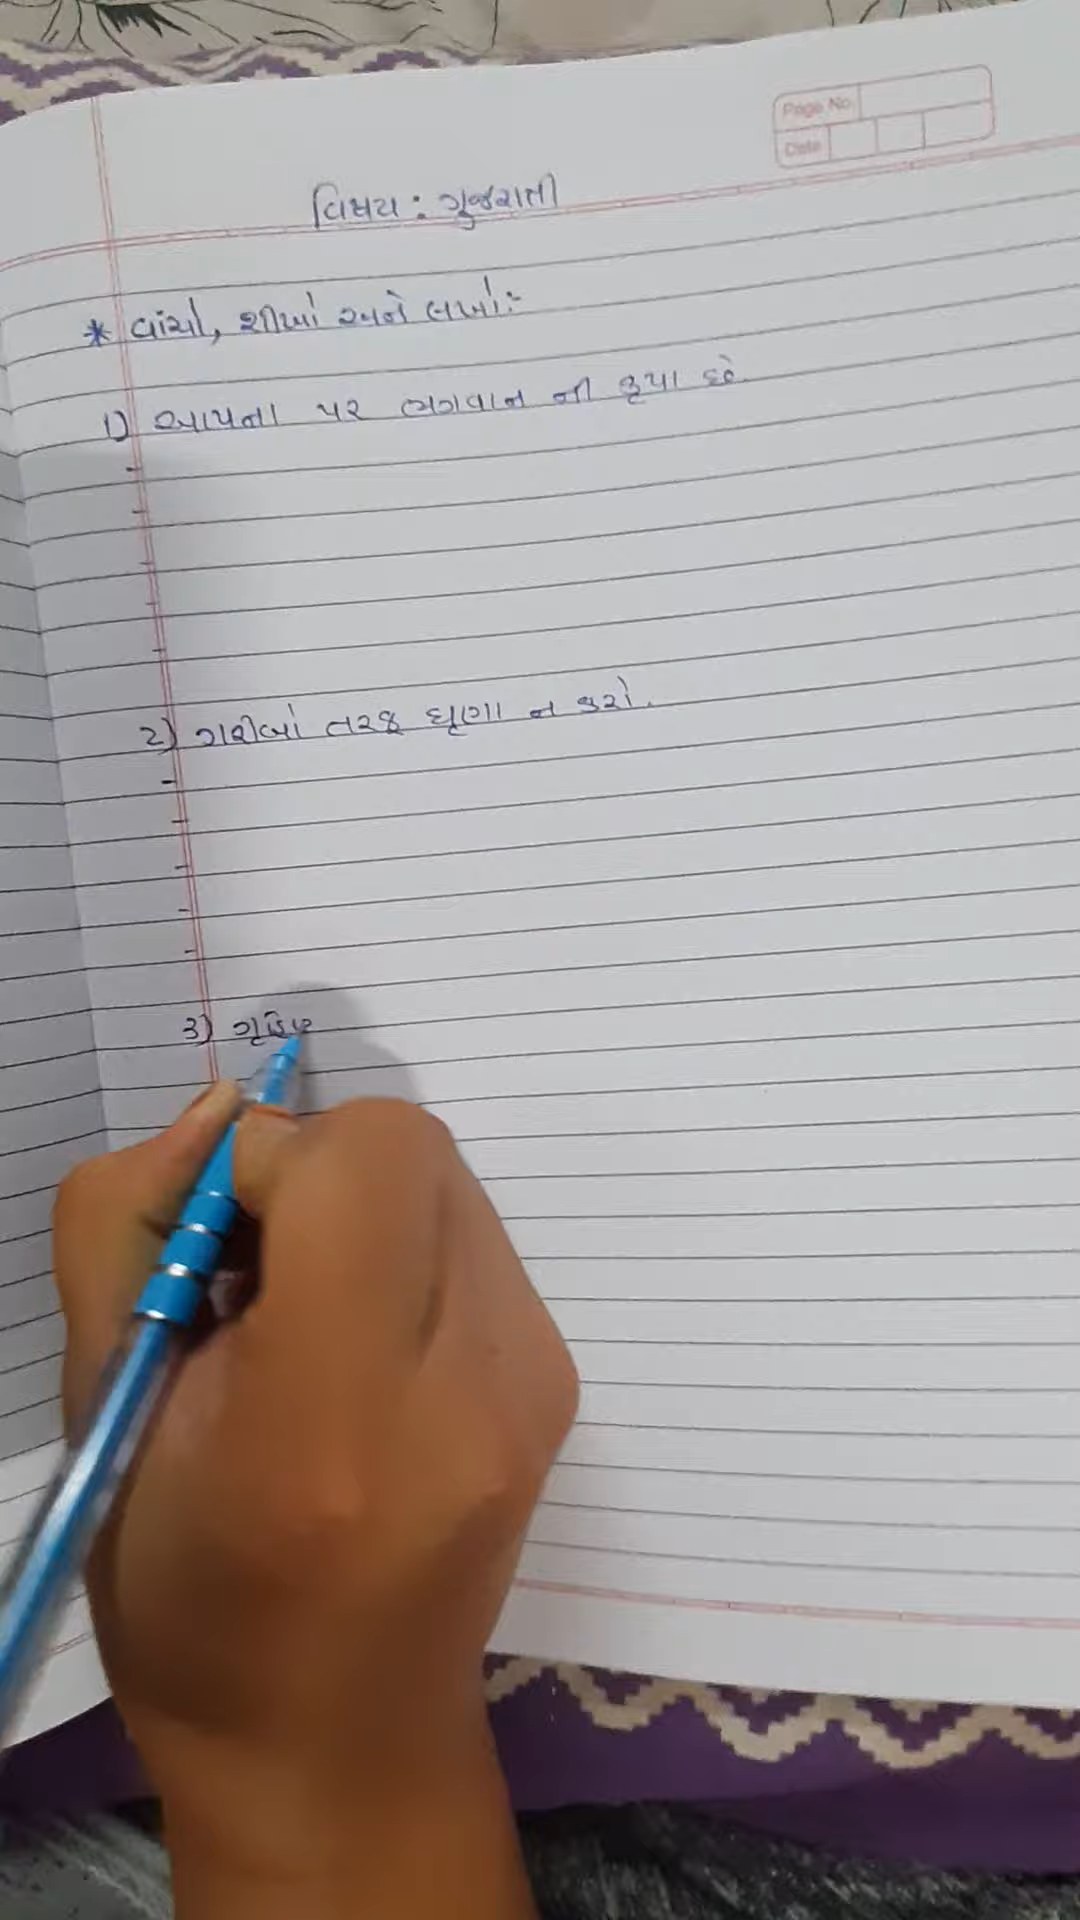 Page No.
Date
વિષય : ગુજરાતી
* વાંચો, શીખો અને લખો:-
1) આપના પર ભગવાન ની કૃપા છે.
2) ગરીબો તરફ ઘૃણા ન કરો.
3)